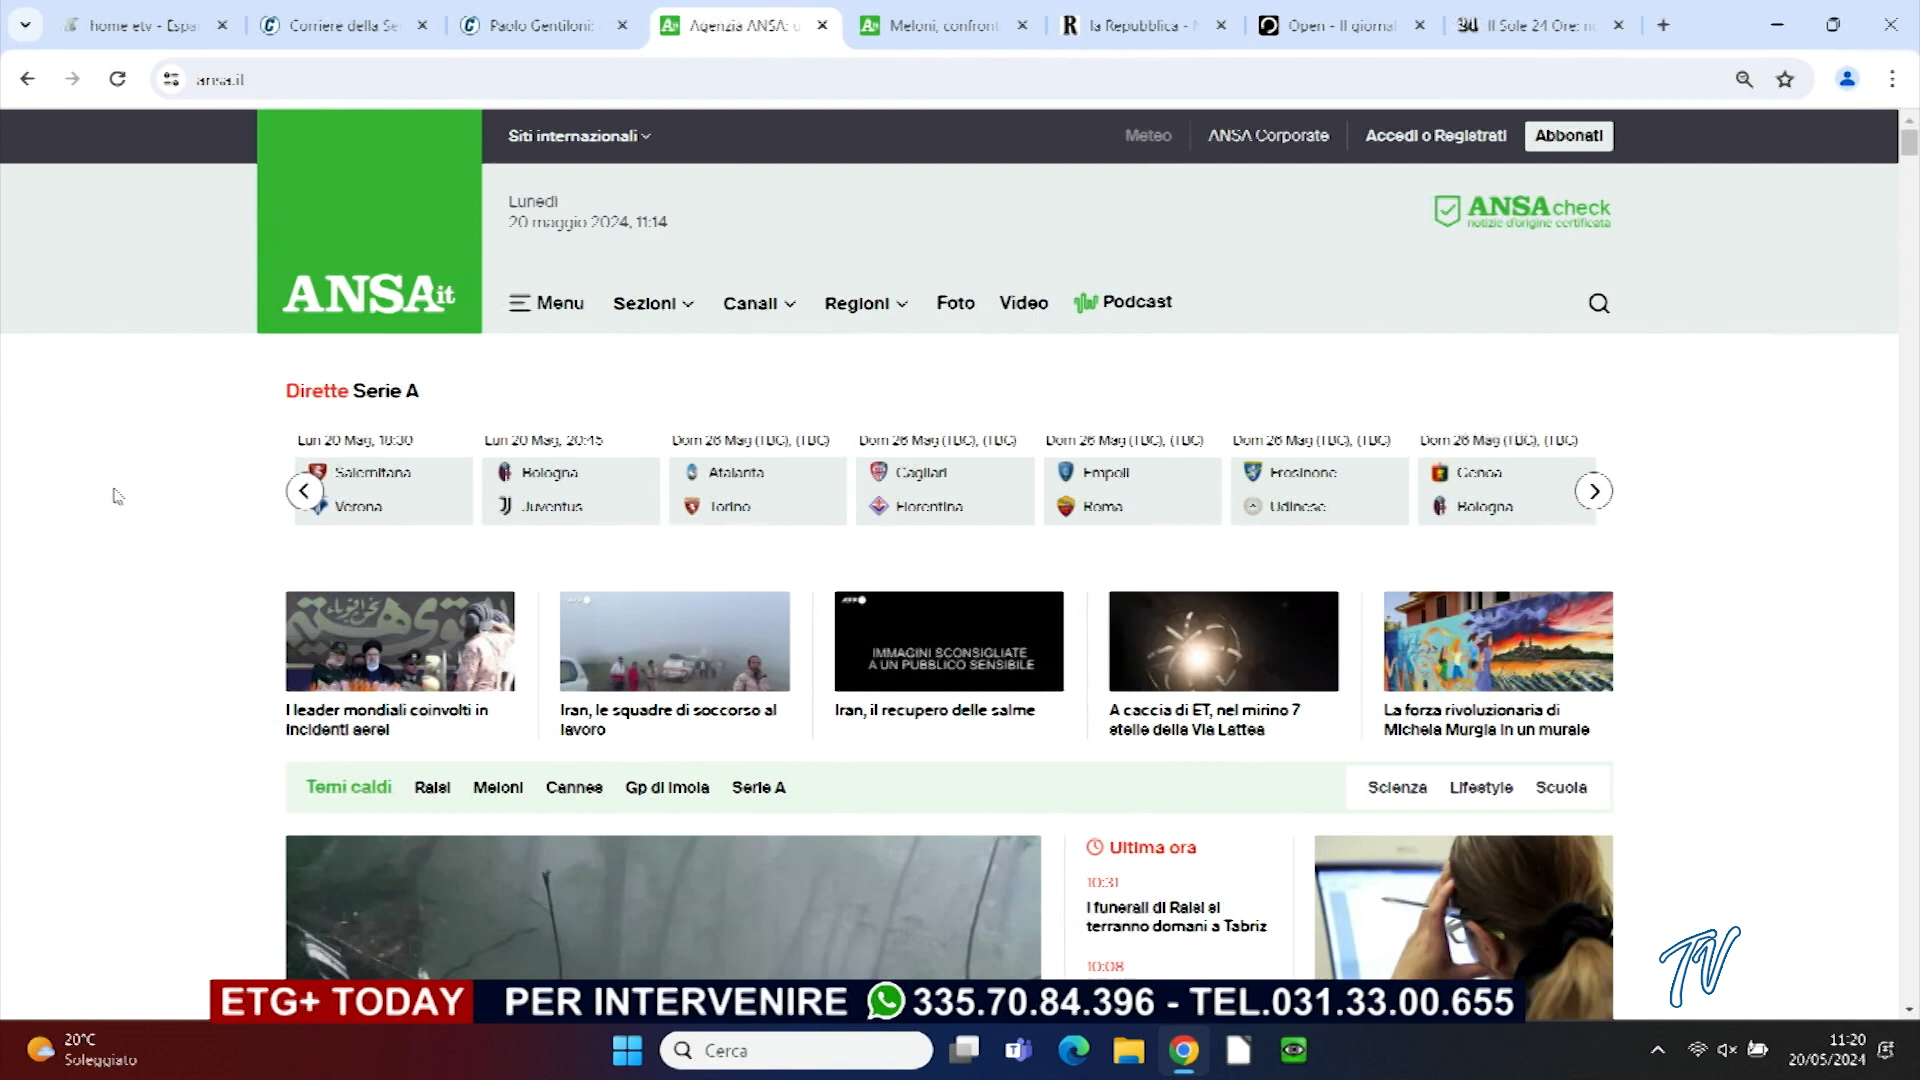 home etv - Espa
Corriere della Se
Paolo Gentiloni:
Agenzia ANSA: u
Meloni, confront
la Repubblica - N
Open - Il giornal
Il Sole 24 Ore: no
ansa.it
Siti internazionali
Meteo
ANSA Corporate
Accedi o Registrati
Abbonati
Lunedì
20 maggio 2024, 11:14
ANSAcheck
notizie d'origine certificata
ANSAit
Menu
Sezioni
Canali
Regioni
Foto
Video
Podcast
Dirette Serie A
Lun 20 Mag, 18:30
Lun 20 Mag, 20:45
Dom 26 Mag (TBC), (TBC)
Dom 26 Mag (TBC), (TBC)
Dom 26 Mag (TBC), (TBC)
Dom 26 Mag (TBC), (TBC)
Dom 26 Mag (TBC), (TBC)
Salernitana
Bologna
Atalanta
Cagliari
Empoli
Frosinone
Genoa
Verona
Juventus
Torino
Fiorentina
Roma
Udinese
Bologna
IMMAGINI SCONSIGLIATE
A UN PUBBLICO SENSIBILE
I leader mondiali coinvolti in
incidenti aerei
Iran, le squadre di soccorso al
lavoro
Iran, il recupero delle salme
A caccia di ET, nel mirino 7
stelle della Via Lattea
La forza rivoluzionaria di
Michela Murgia in un murale
Temi caldi
Raisi
Meloni
Cannes
Gp di Imola
Serie A
Scienza
Lifestyle
Scuola
Ultima ora
10:31
I funerali di Raisi si
terranno domani a Tabriz
10:08
TV
ETG+ TODAY
PER INTERVENIRE 335.70.84.396 - TEL.031.33.00.655
20°C
Soleggiato
Cerca
11:20
20/05/2024